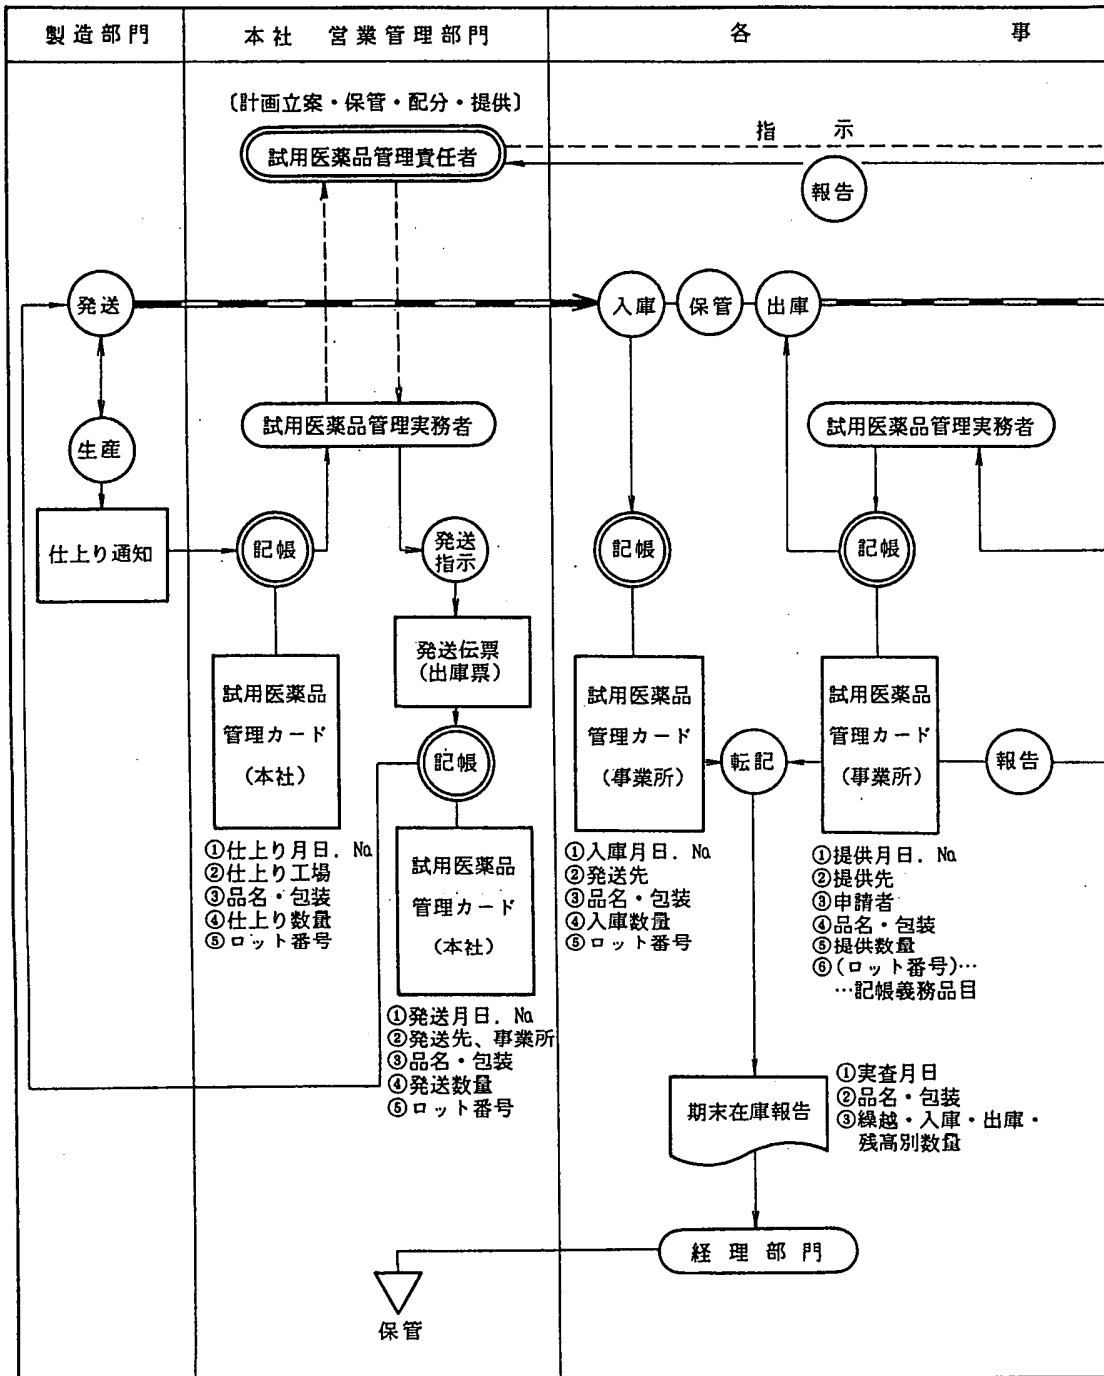 製造部門
本社 営業管理部門
各 事
〔計画立案・保管・配分・提供〕
試用医薬品管理責任者
指 示
報告
発送
入庫
保管
出庫
試用医薬品管理実務者
試用医薬品管理実務者
生産
仕上り通知
記帳
発送
指示
記帳
記帳
発送伝票
(出庫票)
試用医薬品
管理カード
(本社)
記帳
試用医薬品
管理カード
(事業所)
転記
試用医薬品
管理カード
(事業所)
報告
①仕上り月日. No
②仕上り工場
③品名・包装
④仕上り数量
⑤ロット番号
試用医薬品
管理カード
(本社)
①入庫月日. No
②発送先
③品名・包装
④入庫数量
⑤ロット番号
①提供月日. No
②提供先
③申請者
④品名・包装
⑤提供数量
⑥(ロット番号)…
…記帳義務品目
①発送月日. No
②発送先、事業所
③品名・包装
④発送数量
⑤ロット番号
期末在庫報告
①実査月日
②品名・包装
③繰越・入庫・出庫・
残高別数量
経理部門
保管